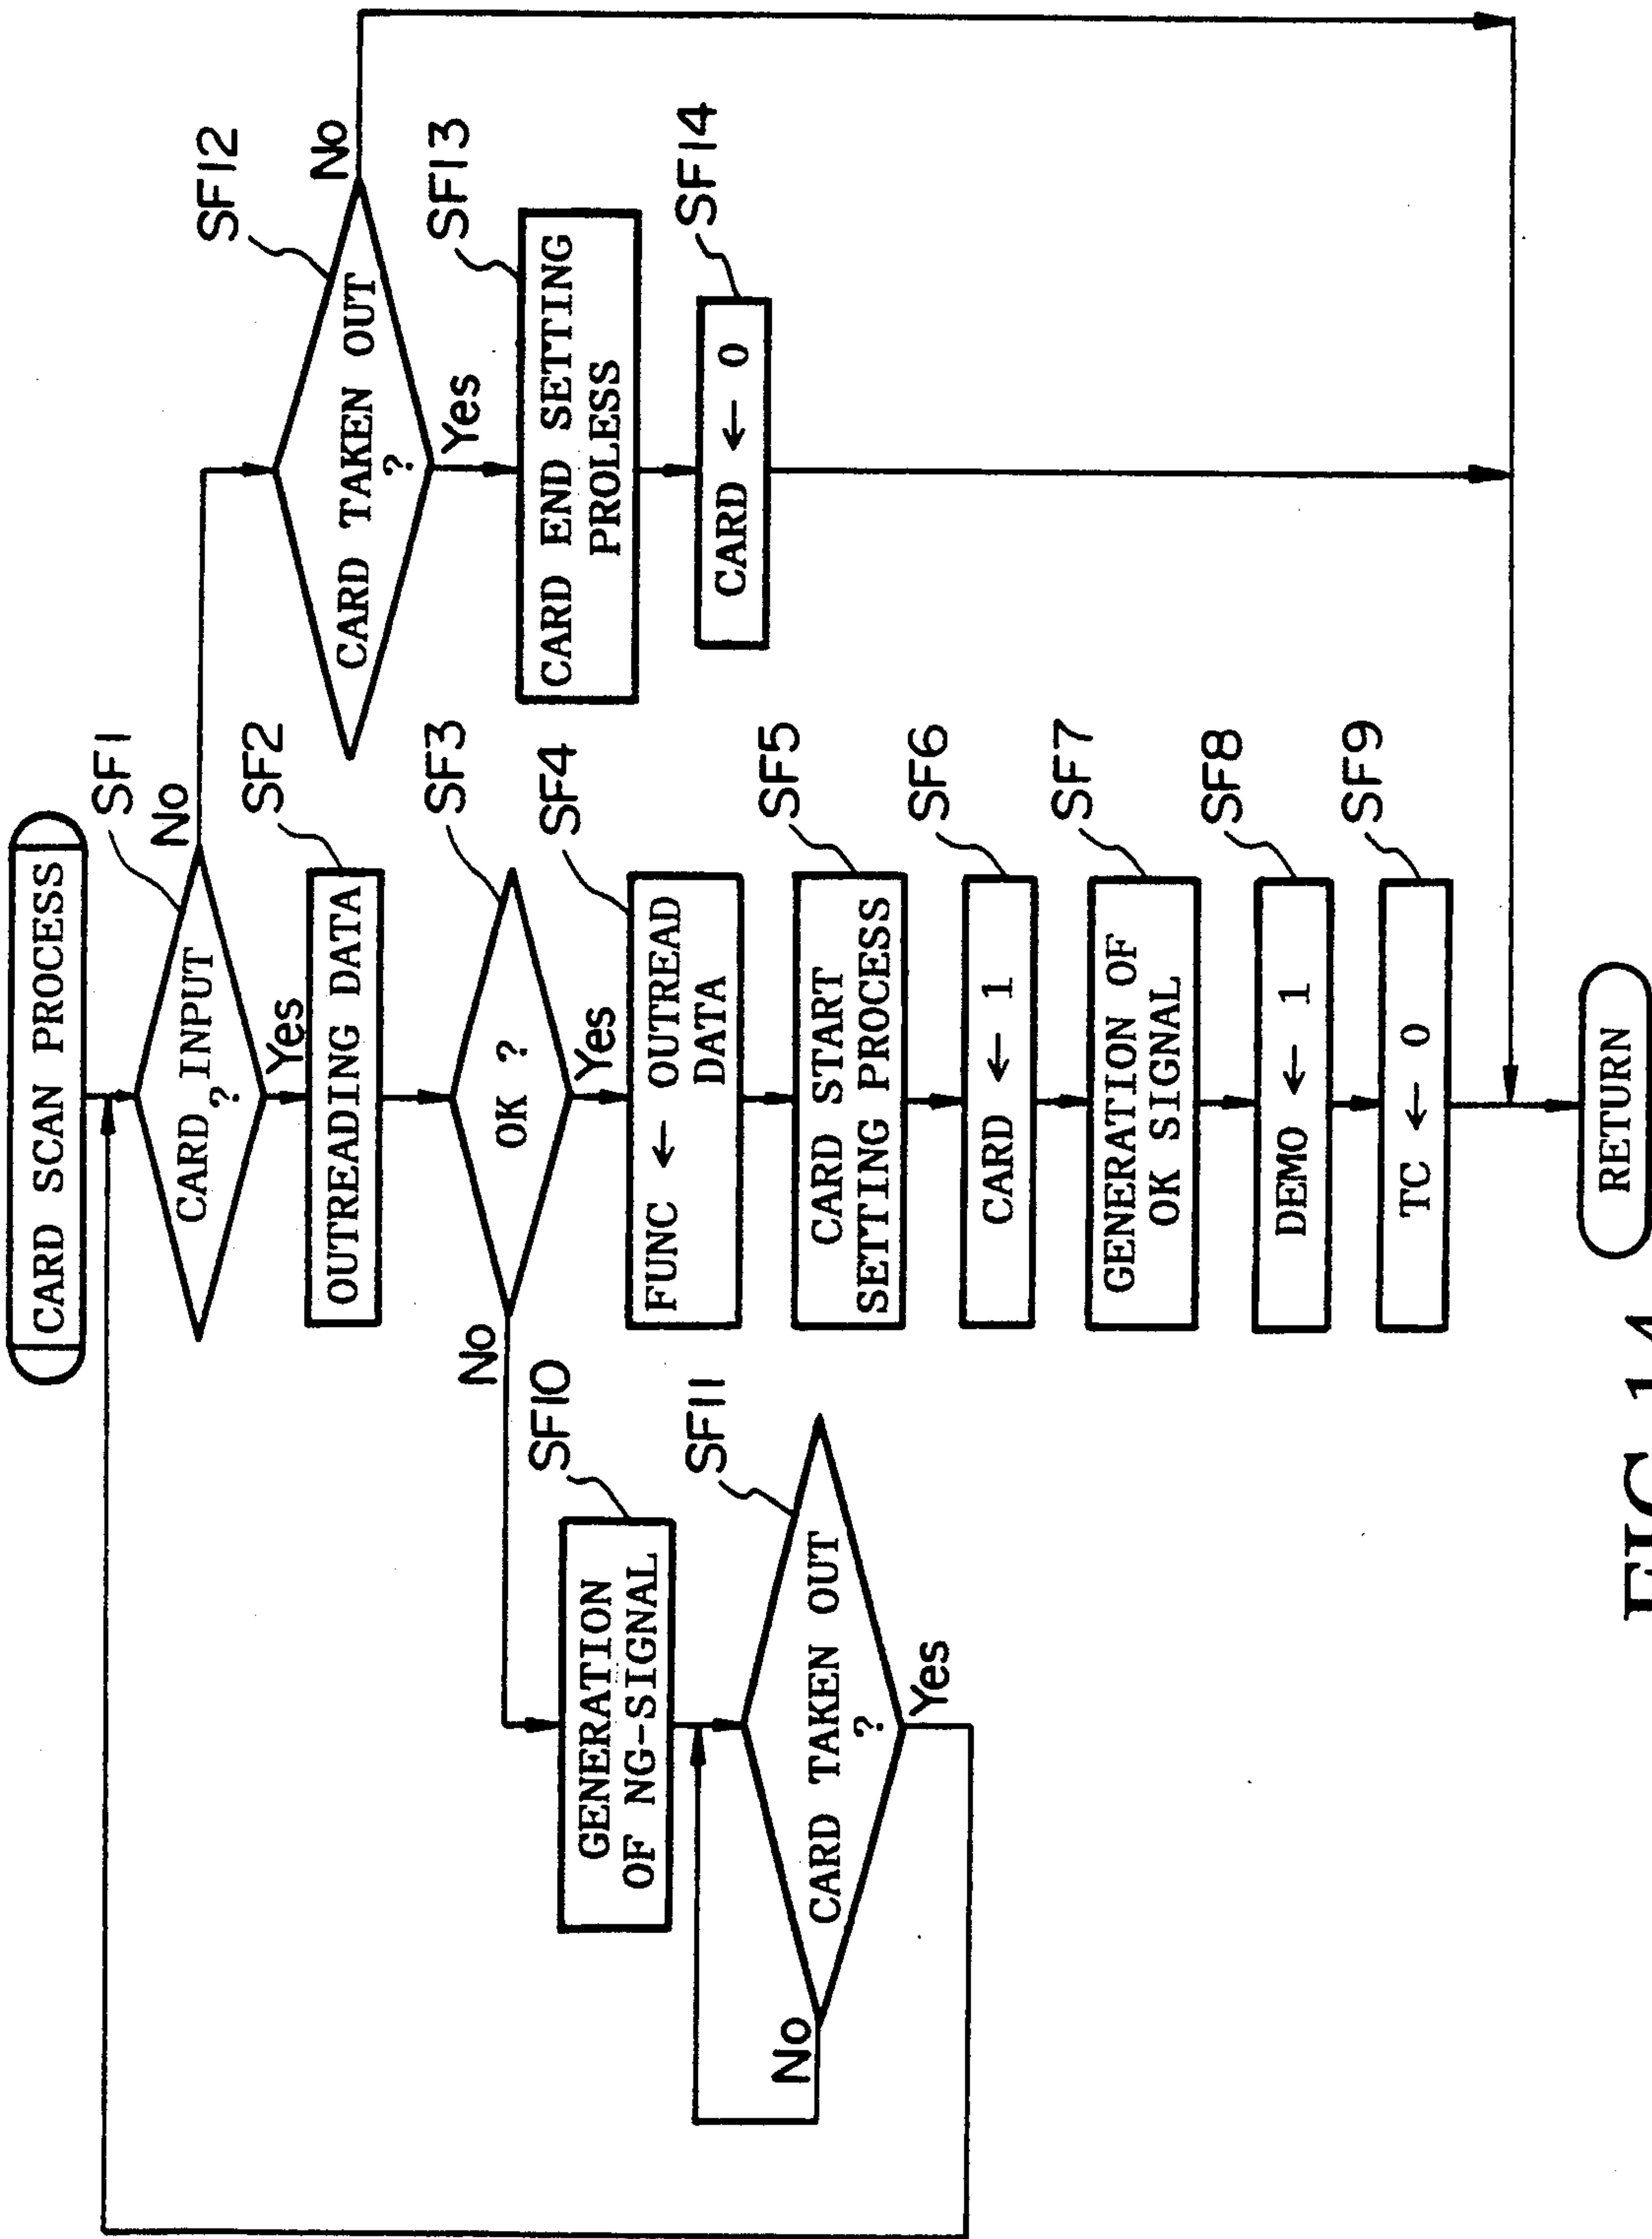 CARD SCAN PROCESS
SF1
CARD INPUT
?
No
Yes
SF2
OUTREADING DATA
SF3
OK ?
No
Yes
SF4
FUNC ← OUTREAD
DATA
SF5
CARD START
SETTING PROCESS
SF6
CARD ← 1
SF7
GENERATION OF
OK SIGNAL
SF8
DEMO ← 1
SF9
TC ← 0
RETURN
SF10
GENERATION
OF NG-SIGNAL
SF11
CARD TAKEN OUT
?
No
Yes
SF12
CARD TAKEN OUT
?
No
Yes
SF13
CARD END SETTING
PROLESS
SF14
CARD ← 0
FIG. 14